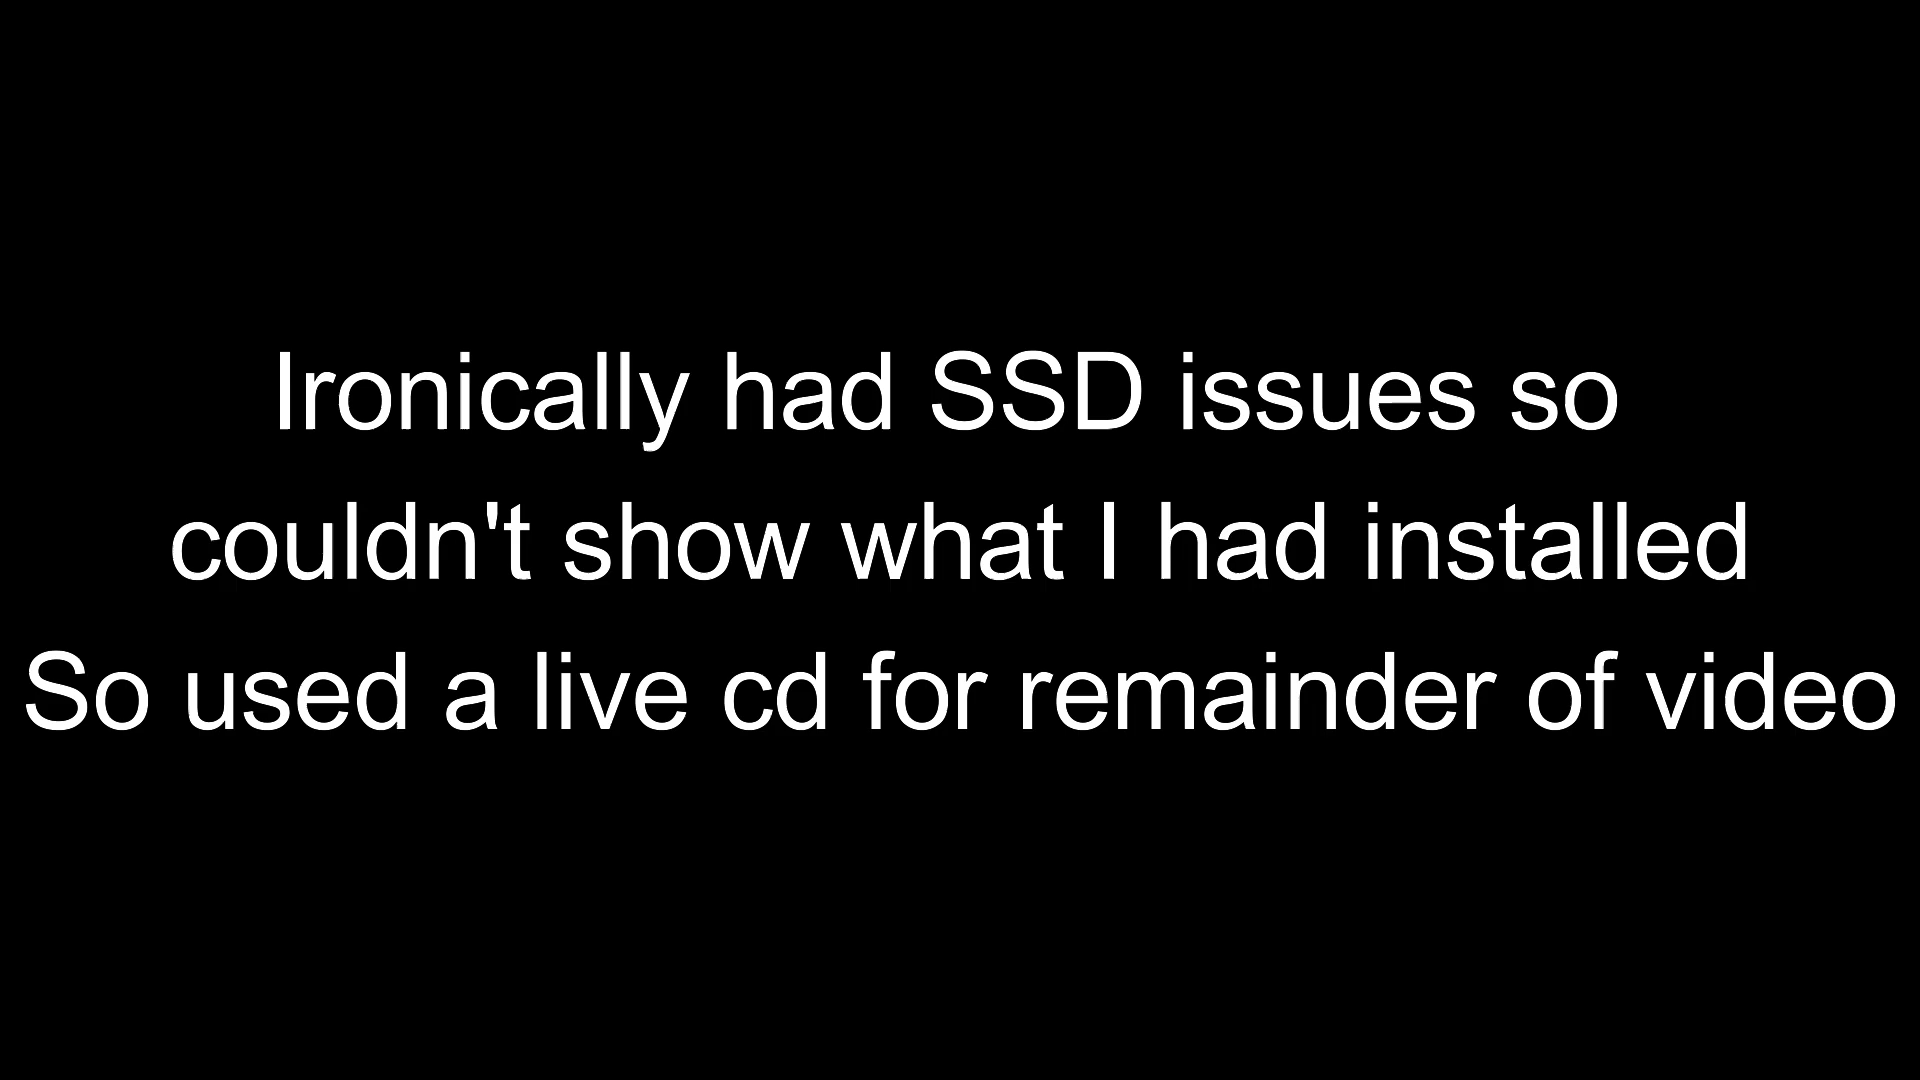 Ironically had SSD issues so
couldn't show what I had installed
So used a live cd for remainder of video